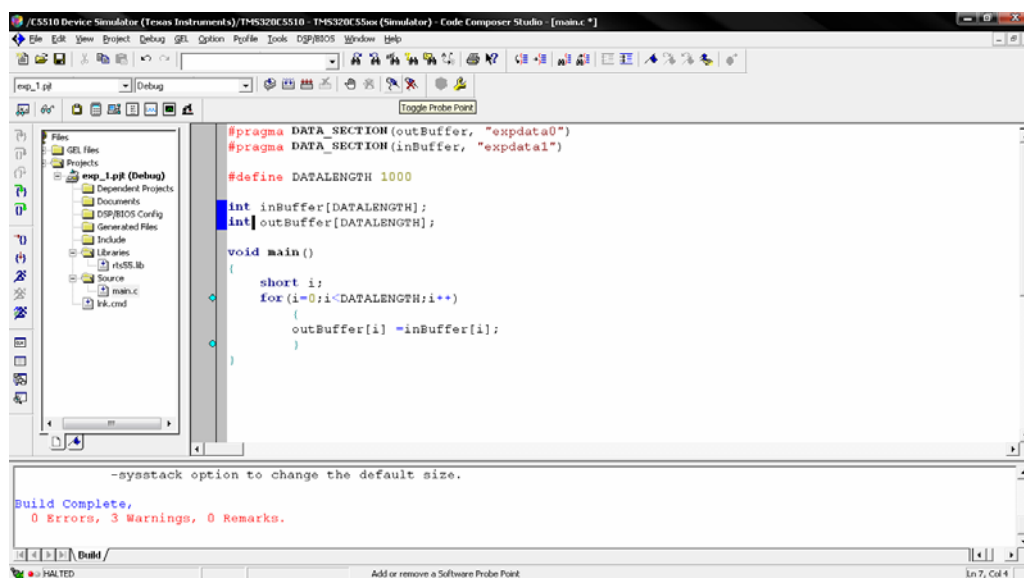 /C5510 Device Simulator (Texas Instruments)/TMS320C5510 - TMS320C55xx (Simulator) - Code Composer Studio - [main.c *]
File Edit View Project Debug GEL Option Profile Tools DSP/BIOS Window Help
exp_1.pjt Debug
Toggle Probe Point
Files
GEL files
Projects
exp_1.pjt (Debug)
Dependent Projects
Documents
DSP/BIOS Config
Generated Files
Include
Libraries
rts55.lib
Source
main.c
lnk.cmd
#pragma DATA_SECTION(outBuffer, "expdata0")
#pragma DATA_SECTION(inBuffer, "expdata1")
#define DATALENGTH 1000
int inBuffer[DATALENGTH];
int outBuffer[DATALENGTH];
void main()
{
short i;
for(i=0;i<DATALENGTH;i++)
{
outBuffer[i] =inBuffer[i];
}
}
-sysstack option to change the default size.
Build Complete,
0 Errors, 3 Warnings, 0 Remarks.
Build
HALTED Add or remove a Software Probe Point Ln 7, Col 4